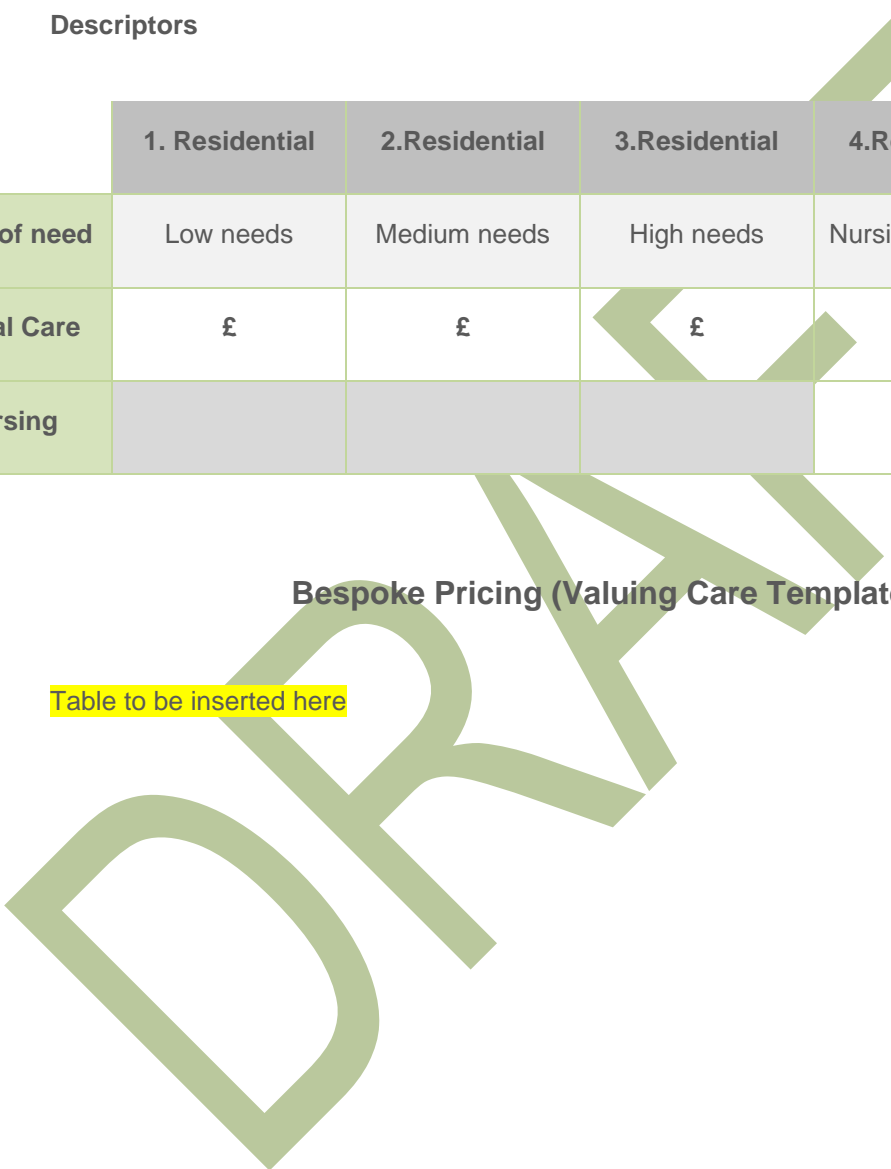 Descriptors
1. Residential 2.Residential 3.Residential 4.R
of need Low needs Medium needs High needs Nursi
al Care £ £ £
rsing
Bespoke Pricing (Valuing Care Templat
Table to be inserted here
DRAF